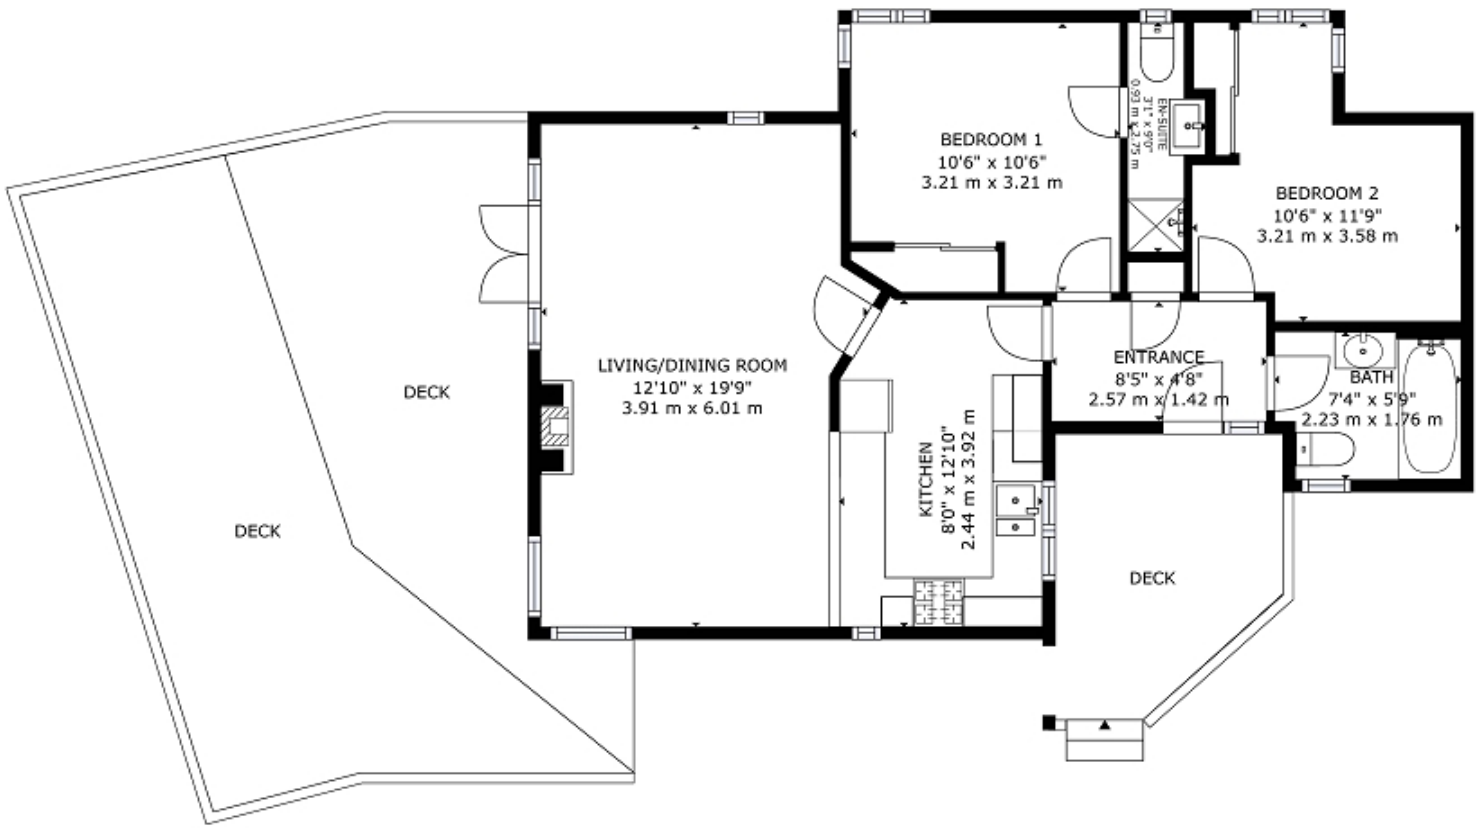 BEDROOM 1
10'6" x 10'6"
3.21 m x 3.21 m
EN-SUITE
3'1" x 9'0"
0.93 m x 2.75 m
BEDROOM 2
10'6" x 11'9"
3.21 m x 3.58 m
LIVING/DINING ROOM
12'10" x 19'9"
3.91 m x 6.01 m
ENTRANCE
8'5" x 4'8"
2.57 m x 1.42 m
BATH
7'4" x 5'9"
2.23 m x 1.76 m
DECK
KITCHEN
8'0" x 12'10"
2.44 m x 3.92 m
DECK
DECK